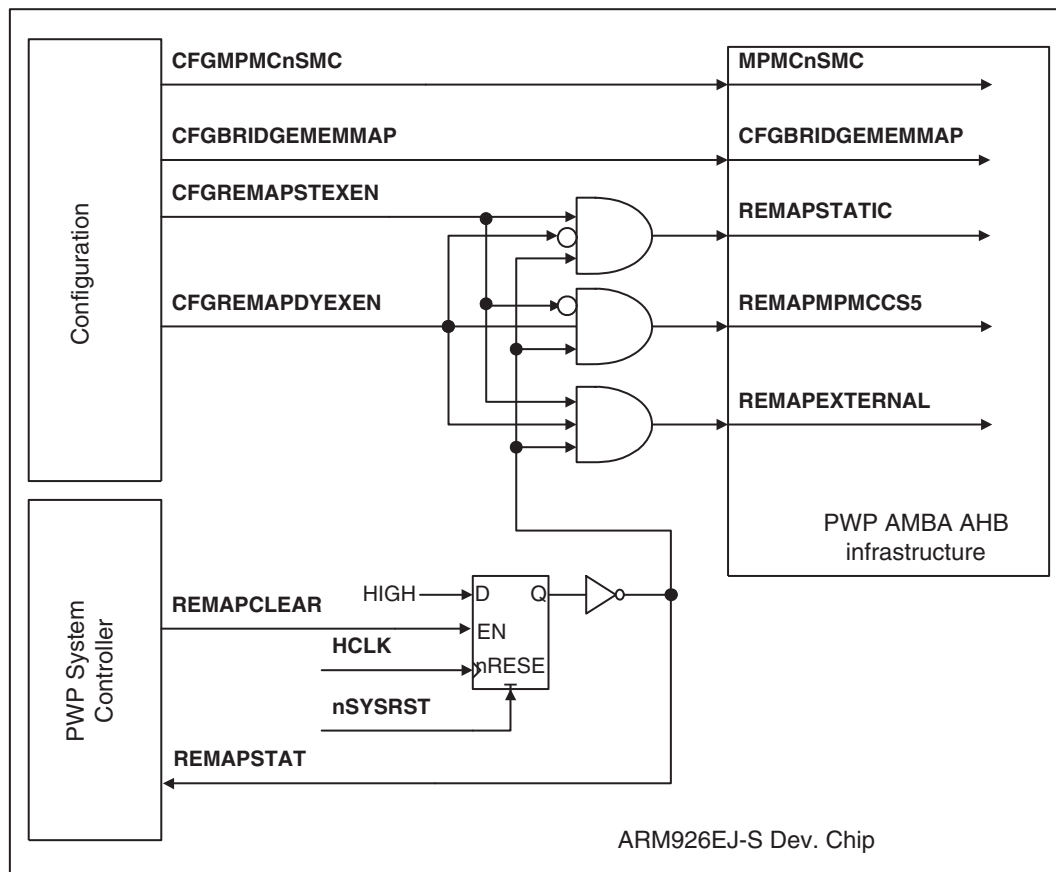 CFGMPMCnSMC
MPMCnSMC
CFGBRIDGEMEMMAP
CFGBRIDGEMEMMAP
CFGREMAPSTEXEN
REMAPSTATIC
Configuration
CFGREMAPDYEXEN
REMAPMPMCCS5
REMAPEXTERNAL
PWP AMBA AHB
infrastructure
PWP System
Controller
HIGH
D
Q
REMAPCLEAR
EN
HCLK
nRESE
nSYSRST
REMAPSTAT
ARM926EJ-S Dev. Chip